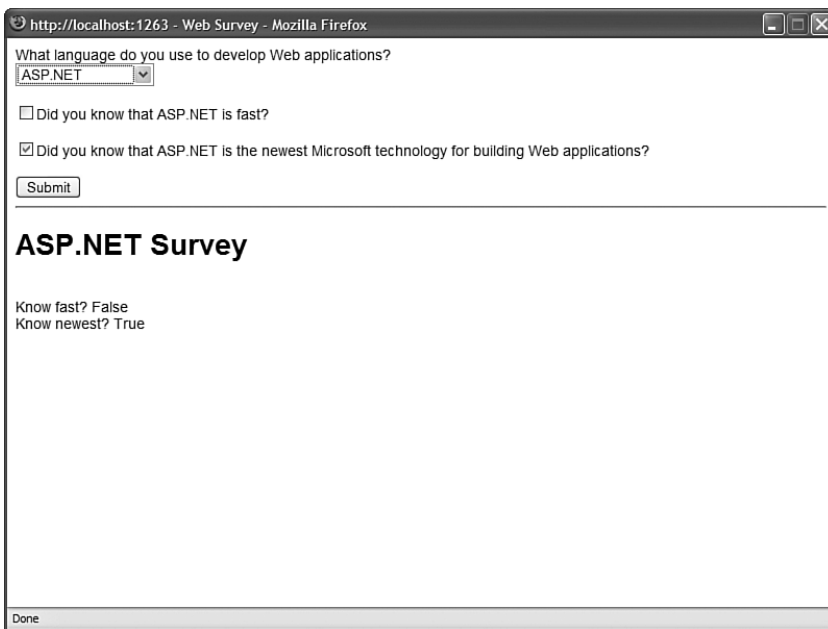 http://localhost:1263 - Web Survey - Mozilla Firefox
What language do you use to develop Web applications?
ASP.NET
Did you know that ASP.NET is fast?
Did you know that ASP.NET is the newest Microsoft technology for building Web applications?
Submit
ASP.NET Survey
Know fast? False
Know newest? True
Done